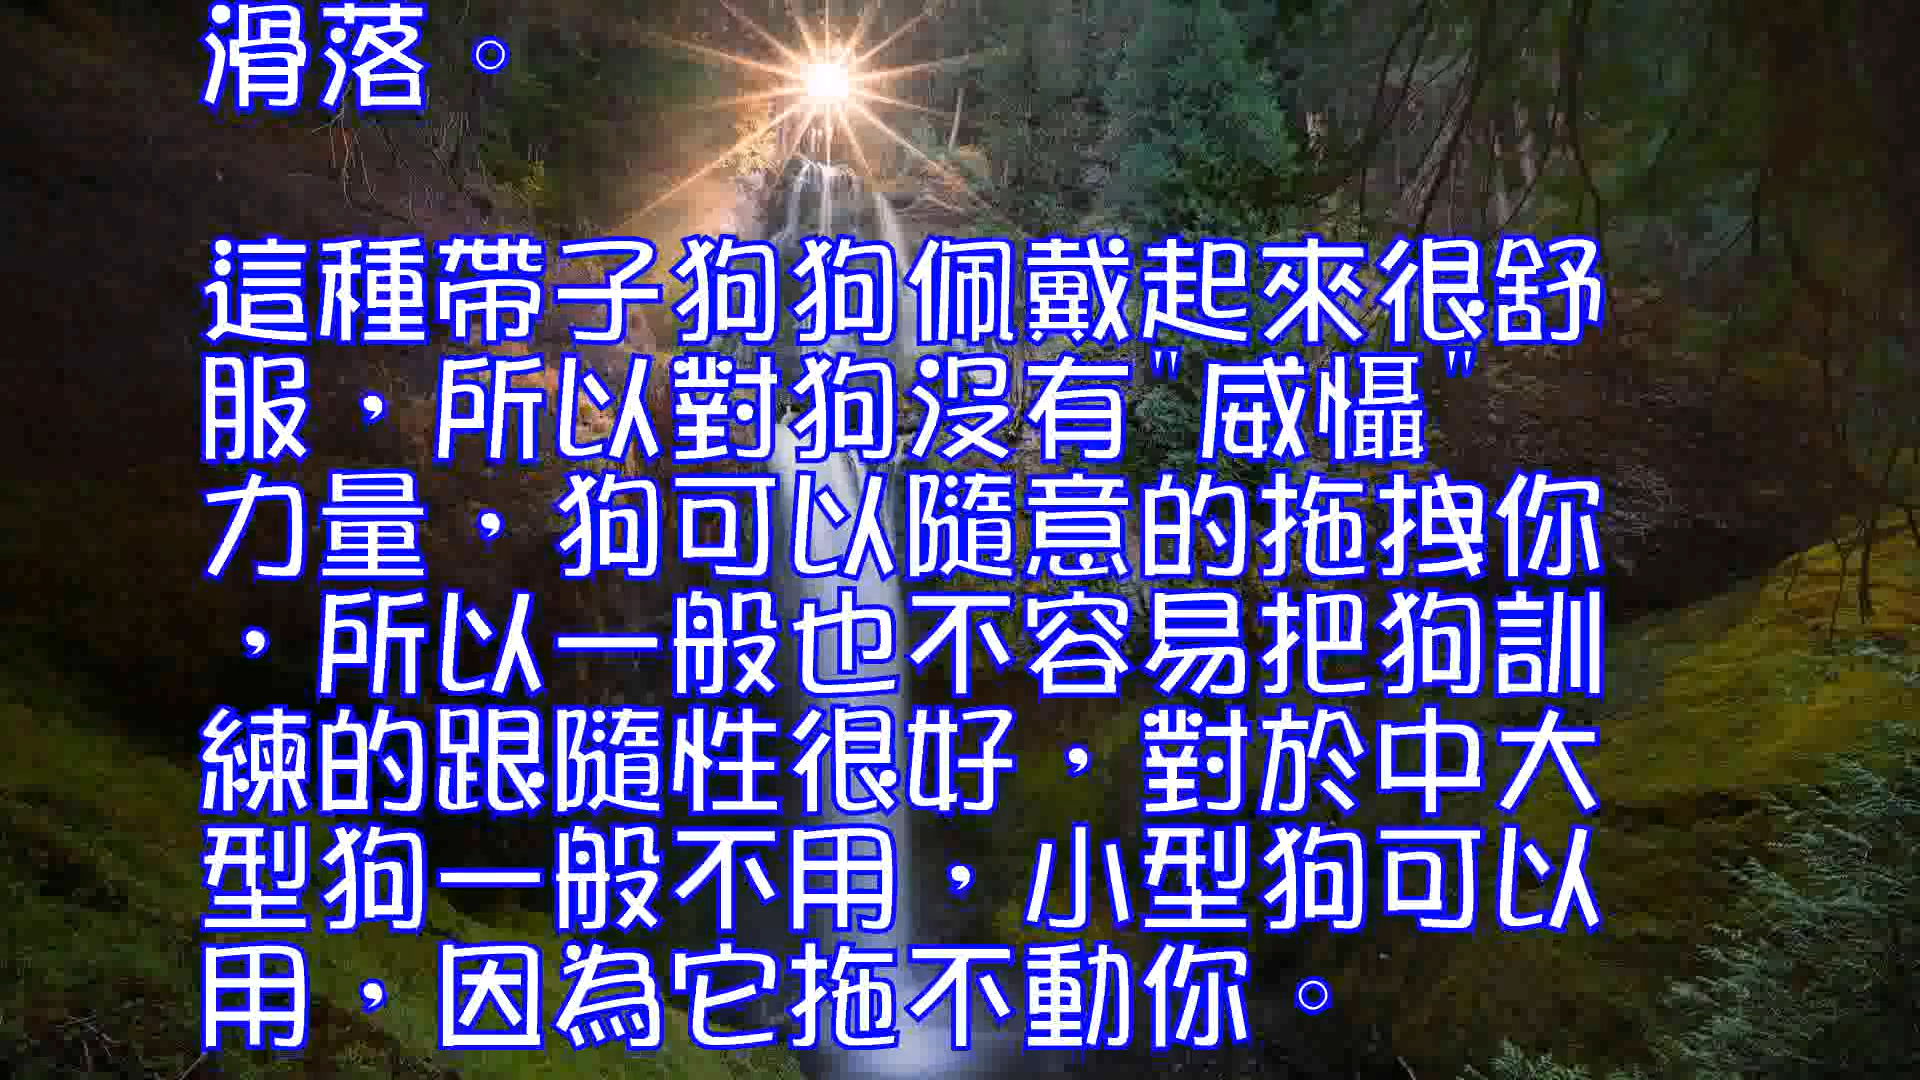 滑落。
這種帶子狗狗佩戴起來很舒
服，所以對狗沒有"威懾"
力量，狗可以隨意的拖拽你
，所以一般也不容易把狗訓
練的跟隨性很好，對於中大
型狗一般不用，小型狗可以
用，因為它拖不動你。